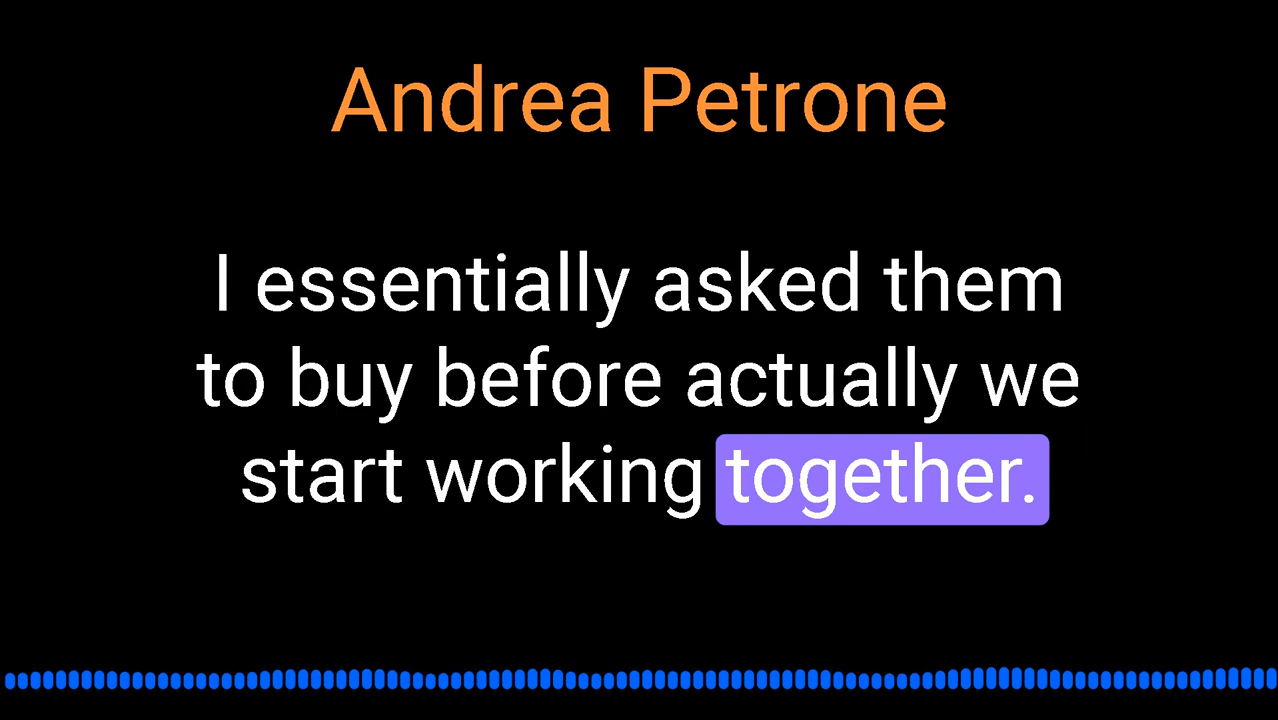 Andrea Petrone
I essentially asked them
to buy before actually we
start working together.